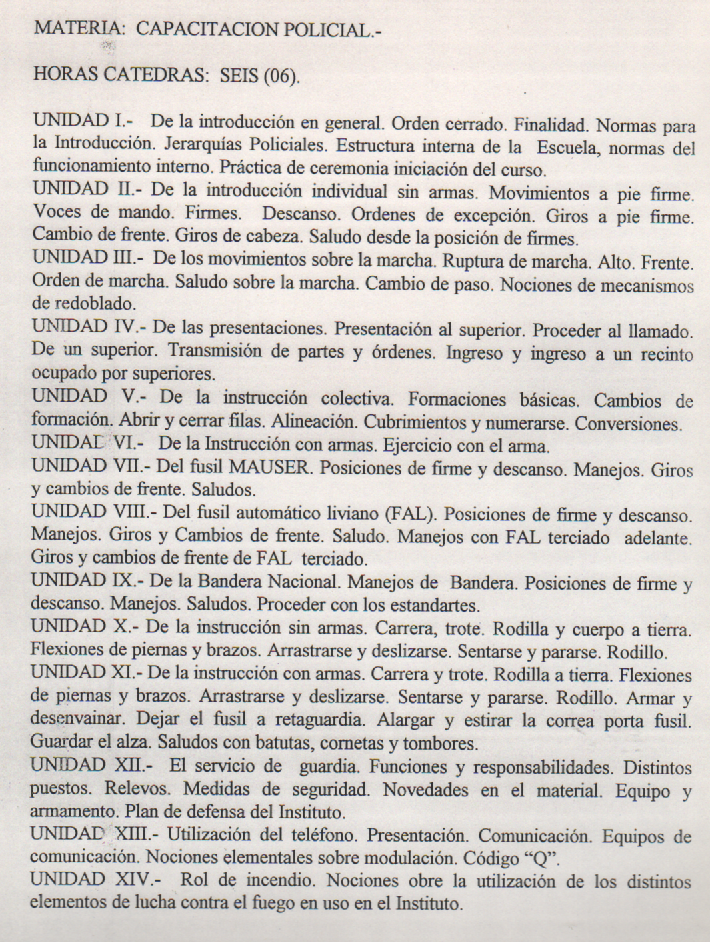 MATERIA: CAPACITACION POLICIAL.-
HORAS CATEDRAS: SEIS (06).
UNIDAD I.- De la introducción en general. Orden cerrado. Finalidad. Normas para
la Introducción. Jerarquías Policiales. Estructura interna de la Escuela, normas del
funcionamiento interno. Práctica de ceremonia iniciación del curso.
UNIDAD II.- De la introducción individual sin armas. Movimientos a pie firme.
Voces de mando. Firmes. Descanso. Ordenes de excepción. Giros a pie firme.
Cambio de frente. Giros de cabeza. Saludo desde la posición de firmes.
UNIDAD III.- De los movimientos sobre la marcha. Ruptura de marcha. Alto. Frente.
Orden de marcha. Saludo sobre la marcha. Cambio de paso. Nociones de mecanismos
de redoblado.
UNIDAD IV.- De las presentaciones. Presentación al superior. Proceder al llamado.
De un superior. Transmisión de partes y órdenes. Ingreso y ingreso a un recinto
ocupado por superiores.
UNIDAD V.- De la instrucción colectiva. Formaciones básicas. Cambios de
formación. Abrir y cerrar filas. Alineación. Cubrimientos y numerarse. Conversiones.
UNIDAD VI.- De la Instrucción con armas. Ejercicio con el arma.
UNIDAD VII.- Del fusil MAUSER. Posiciones de firme y descanso. Manejos. Giros
y cambios de frente. Saludos.
UNIDAD VIII.- Del fusil automático liviano (FAL). Posiciones de firme y descanso.
Manejos. Giros y Cambios de frente. Saludo. Manejos con FAL terciado adelante.
Giros y cambios de frente de FAL terciado.
UNIDAD IX.- De la Bandera Nacional. Manejos de Bandera. Posiciones de firme y
descanso. Manejos. Saludos. Proceder con los estandartes.
UNIDAD X.- De la instrucción sin armas. Carrera, trote. Rodilla y cuerpo a tierra.
Flexiones de piernas y brazos. Arrastrarse y deslizarse. Sentarse y pararse. Rodillo.
UNIDAD XI.- De la instrucción con armas. Carrera y trote. Rodilla a tierra. Flexiones
de piernas y brazos. Arrastrarse y deslizarse. Sentarse y pararse. Rodillo. Armar y
desenvainar. Dejar el fusil a retaguardia. Alargar y estirar la correa porta fusil.
Guardar el alza. Saludos con batutas, cornetas y tombores.
UNIDAD XII.- El servicio de guardia. Funciones y responsabilidades. Distintos
puestos. Relevos. Medidas de seguridad. Novedades en el material. Equipo y
armamento. Plan de defensa del Instituto.
UNIDAD XIII.- Utilización del teléfono. Presentación. Comunicación. Equipos de
comunicación. Nociones elementales sobre modulación. Código “Q”.
UNIDAD XIV.- Rol de incendio. Nociones obre la utilización de los distintos
elementos de lucha contra el fuego en uso en el Instituto.